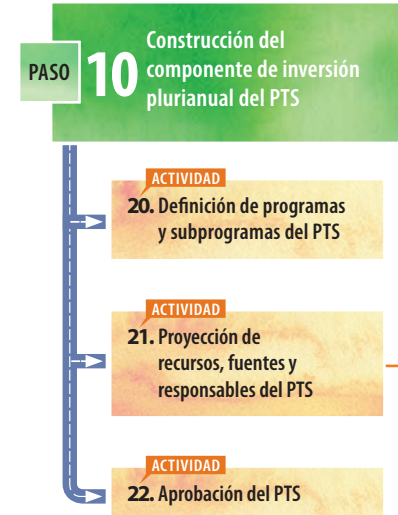 PASO 10
Construcción del
componente de inversión
plurianual del PTS
ACTIVIDAD
20. Definición de programas
y subprogramas del PTS
ACTIVIDAD
21. Proyección de
recursos, fuentes y
responsables del PTS
ACTIVIDAD
22. Aprobación del PTS